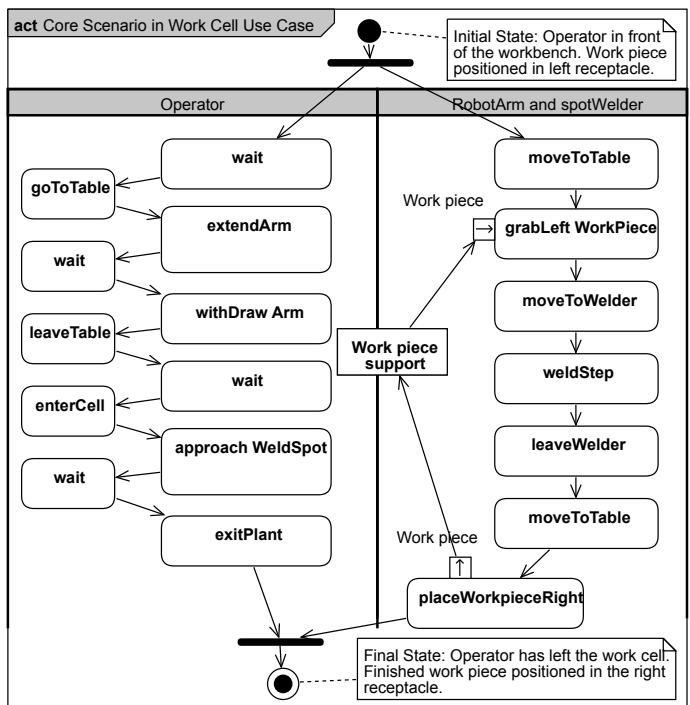 act Core Scenario in Work Cell Use Case
Initial State: Operator in front
of the workbench. Work piece
positioned in left receptacle.
Operator
RobotArm and spotWelder
wait
moveToTable
goToTable
Work piece
extendArm
grabLeft WorkPiece
wait
withDraw Arm
moveToWelder
leaveTable
Work piece
support
wait
weldStep
enterCell
approach WeldSpot
leaveWelder
wait
exitPlant
moveToTable
Work piece
placeWorkpieceRight
Final State: Operator has left the work cell.
Finished work piece positioned in the right
receptacle.